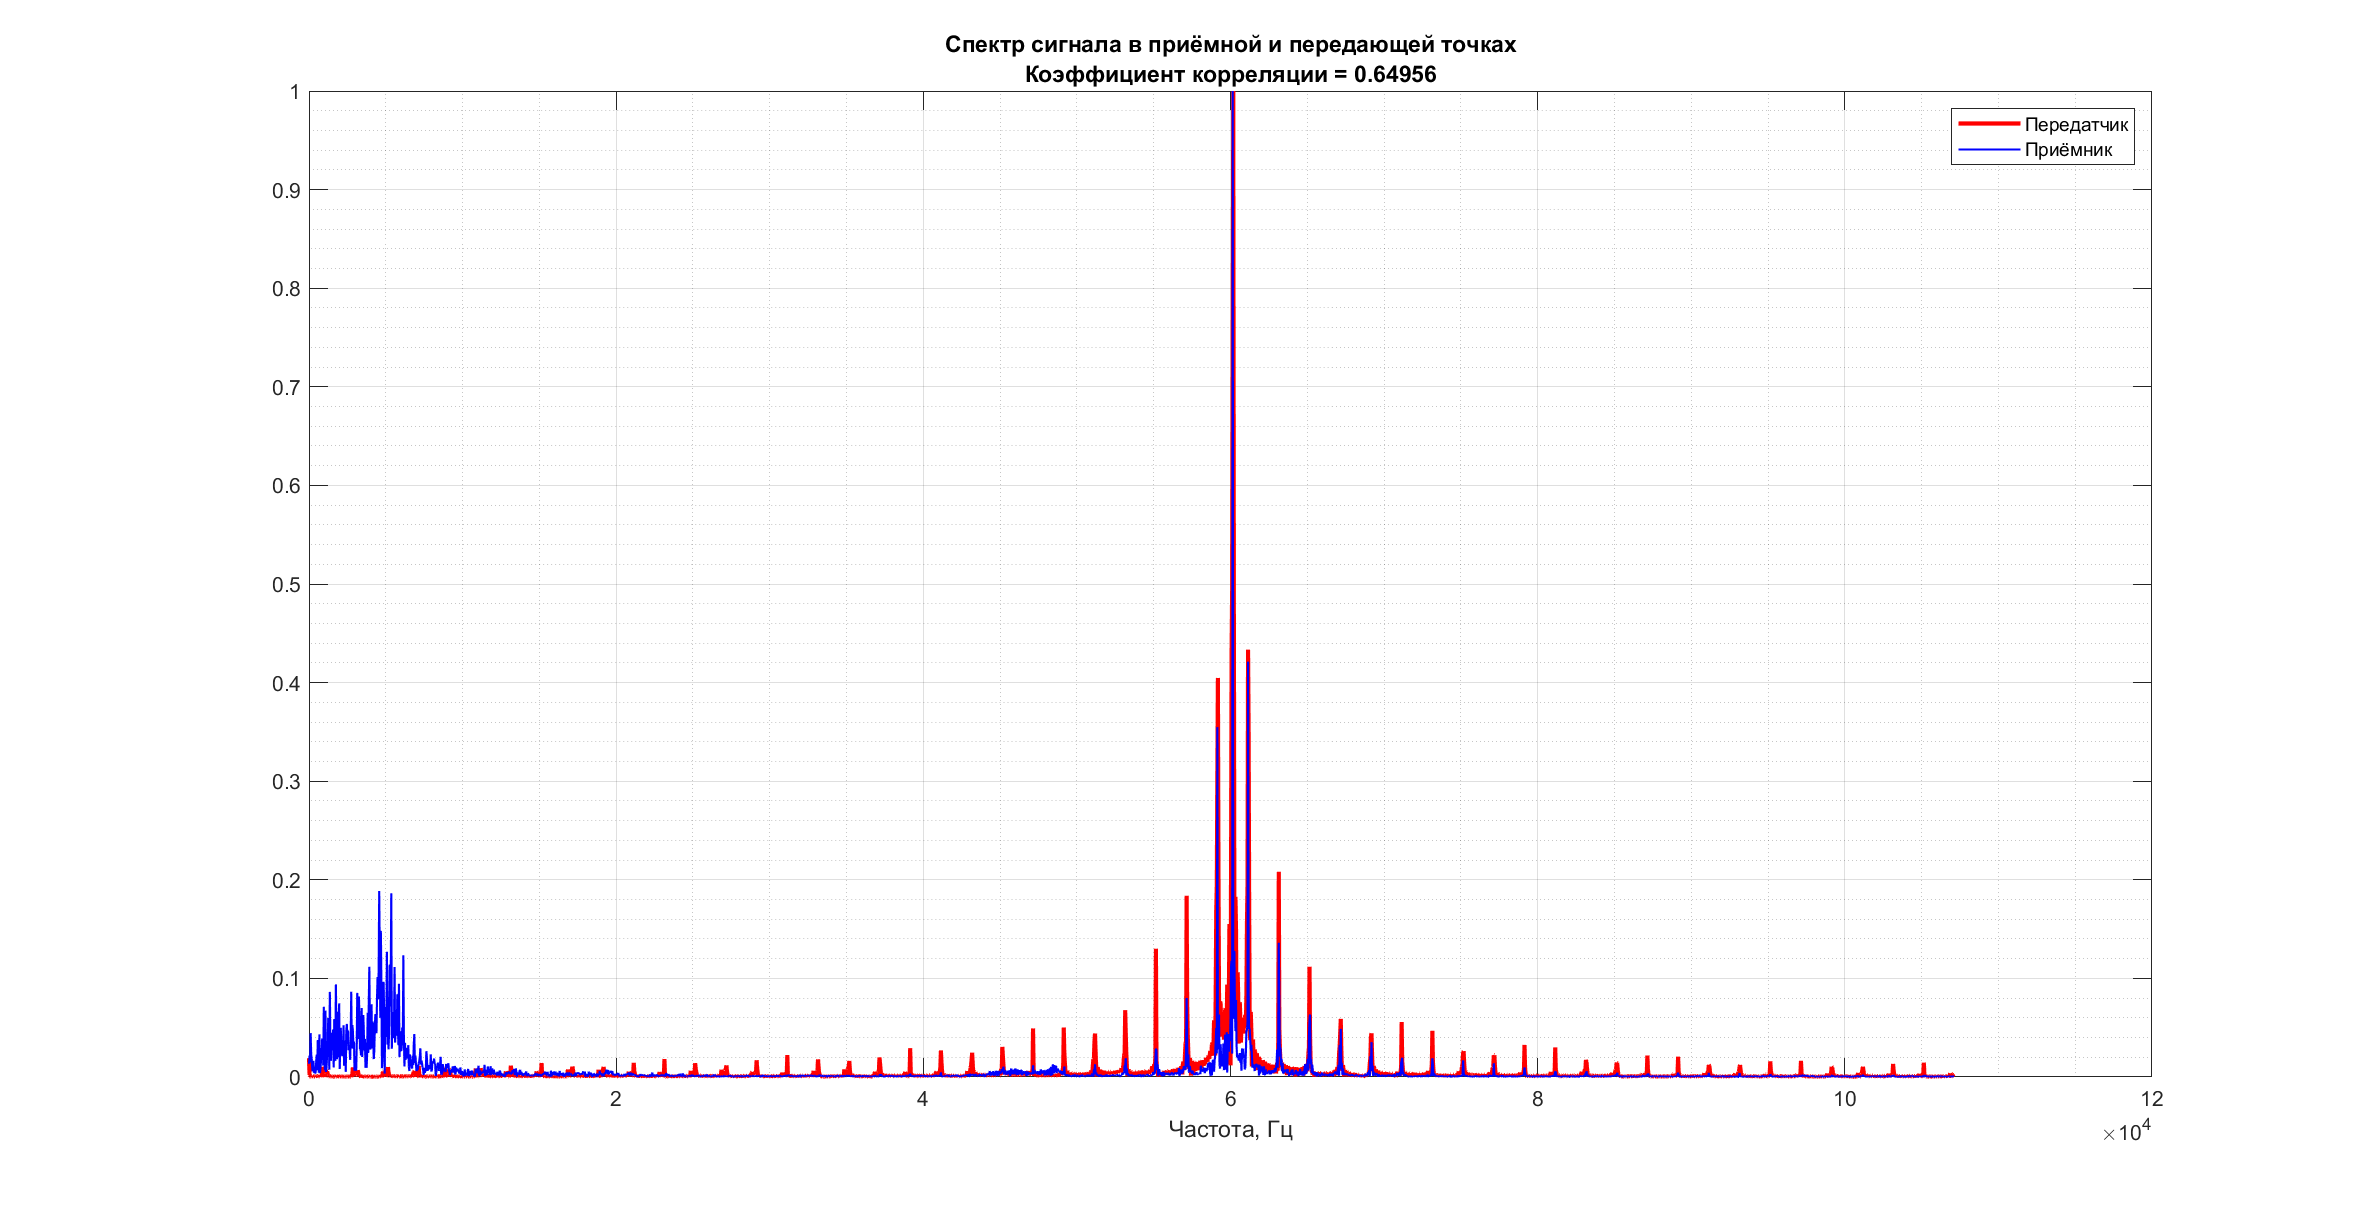 Спектр сигнала в приёмной и передающей точках
Коэффициент корреляции = 0.64956
1
0.9
0.8
0.7
0.6
0.5
0.4
0.3
0.2
0.1
0
Передатчик
Приёмник
0 2 4 6 8 10 12
Частота, Гц
×10⁴